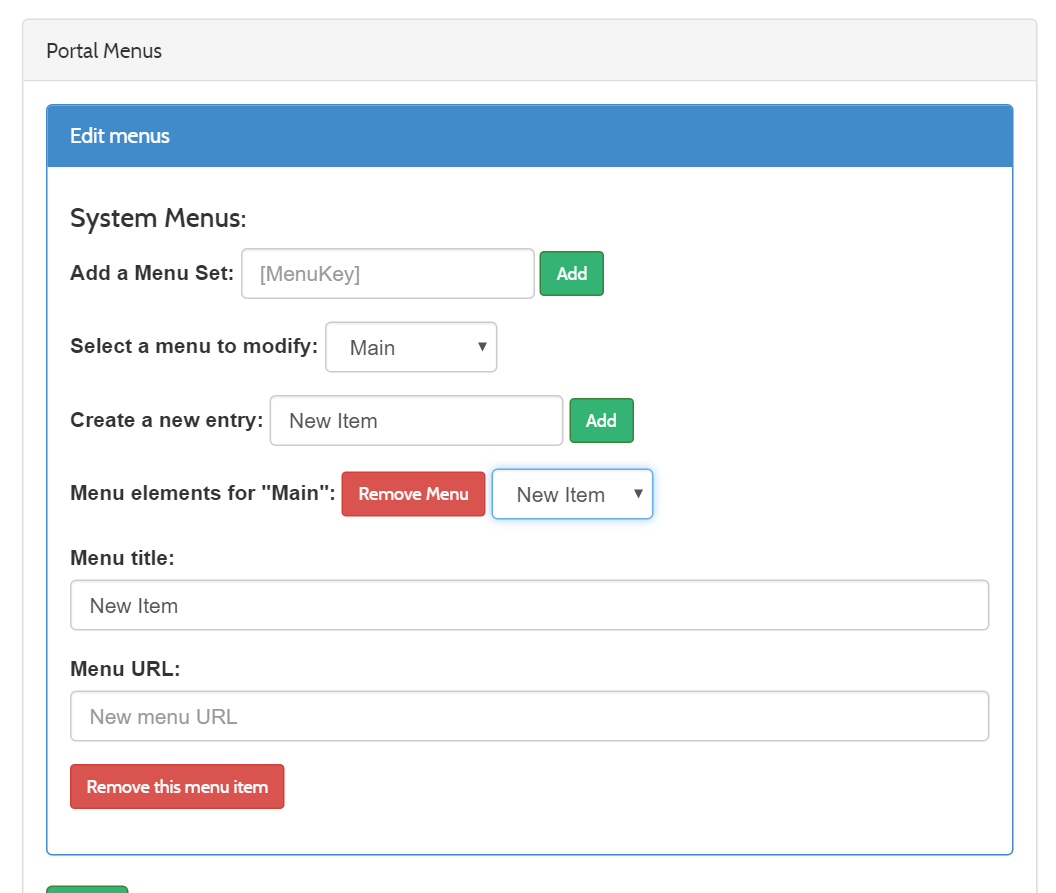 Portal Menus
Edit menus
System Menus:
Add a Menu Set: [MenuKey] Add
Select a menu to modify: Main
Create a new entry: New Item Add
Menu elements for "Main": Remove Menu New Item
Menu title:
New Item
Menu URL:
New menu URL
Remove this menu item